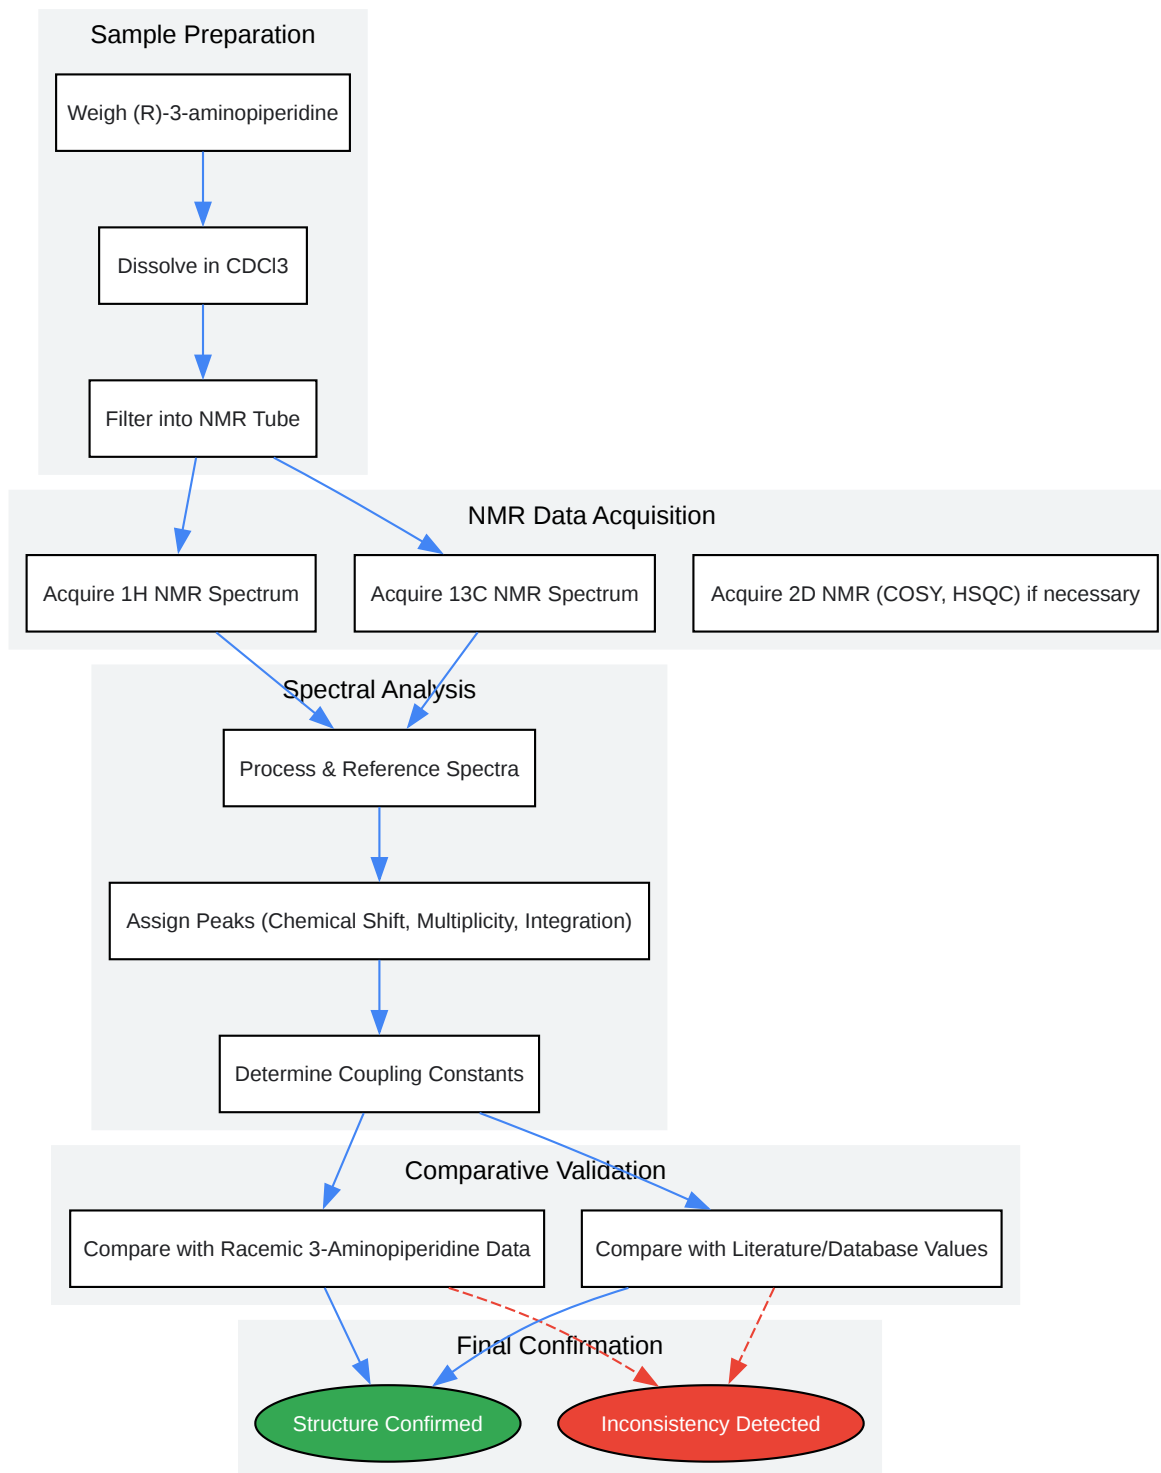 Sample Preparation
Weigh (R)-3-aminopiperidine
Dissolve in CDCl3
Filter into NMR Tube
NMR Data Acquisition
Acquire 1H NMR Spectrum
Acquire 13C NMR Spectrum
Acquire 2D NMR (COSY, HSQC) if necessary
Spectral Analysis
Process & Reference Spectra
Assign Peaks (Chemical Shift, Multiplicity, Integration)
Determine Coupling Constants
Comparative Validation
Compare with Racemic 3-Aminopiperidine Data
Compare with Literature/Database Values
Final Confirmation
Structure Confirmed
Inconsistency Detected